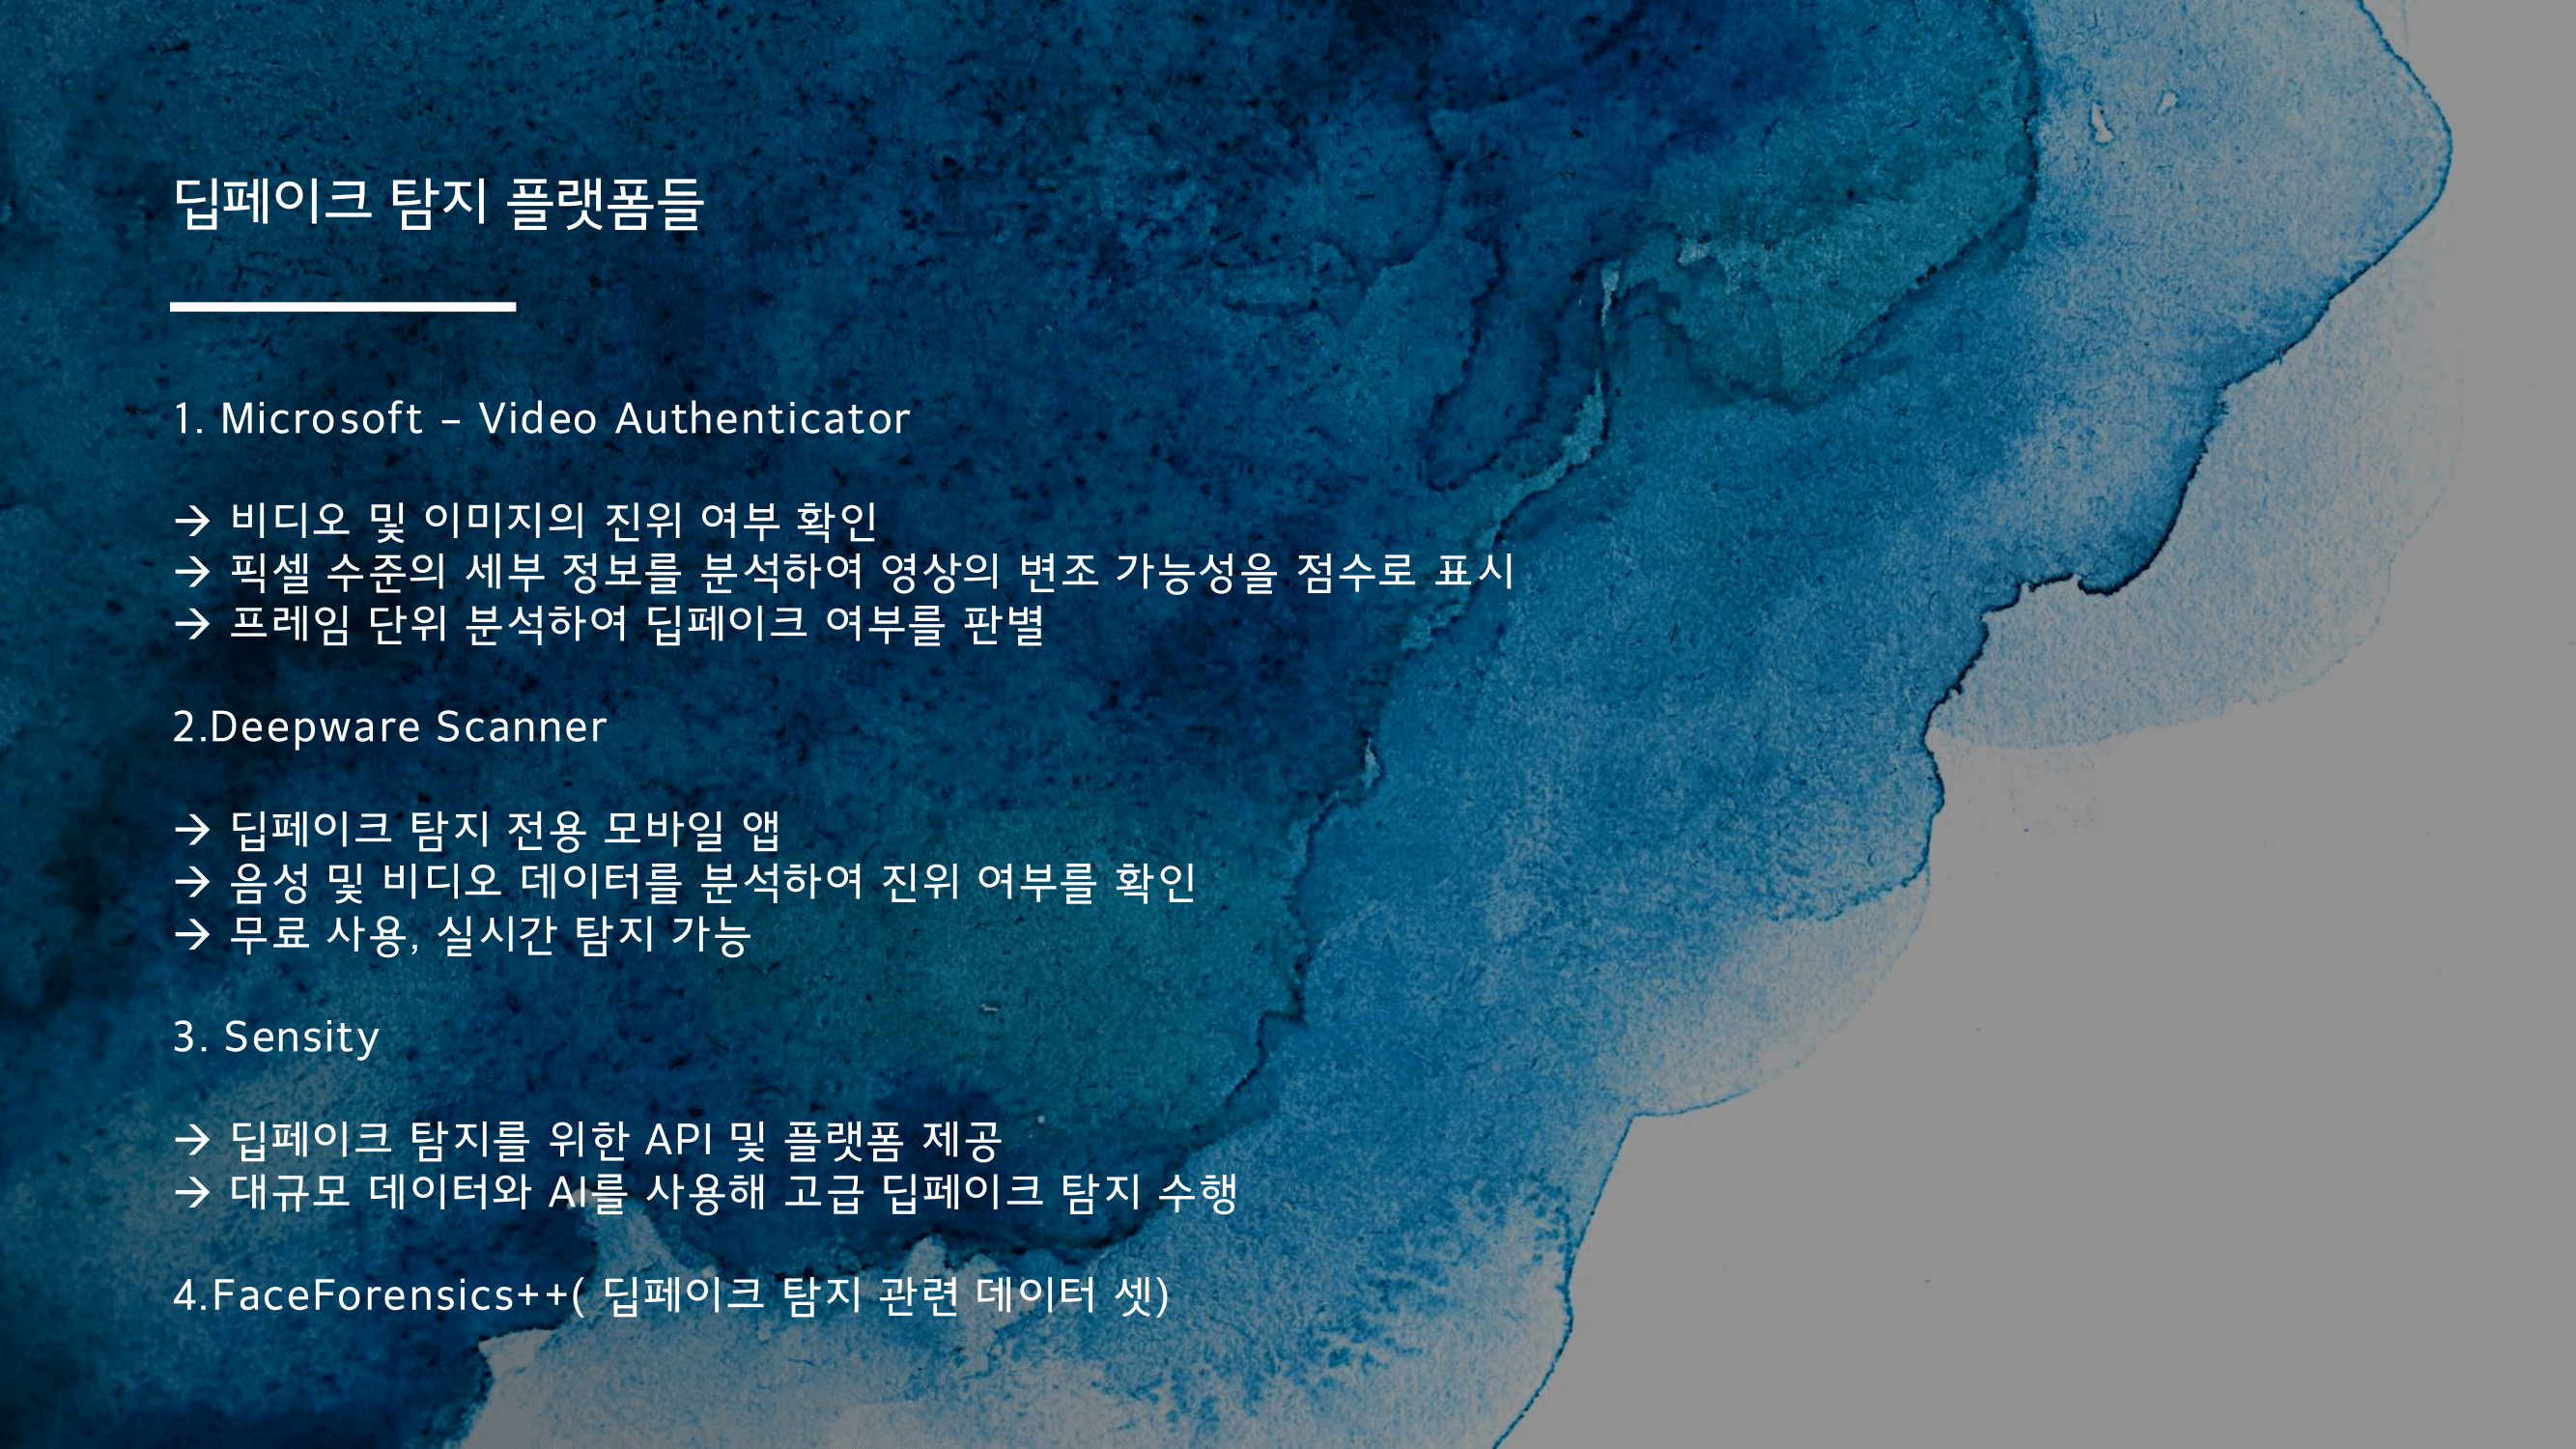 딥페이크 탐지 플랫폼들
1. Microsoft – Video Authenticator
→ 비디오 및 이미지의 진위 여부 확인
→ 픽셀 수준의 세부 정보를 분석하여 영상의 변조 가능성을 점수로 표시
→ 프레임 단위 분석하여 딥페이크 여부를 판별
2.Deepware Scanner
→ 딥페이크 탐지 전용 모바일 앱
→ 음성 및 비디오 데이터를 분석하여 진위 여부를 확인
→ 무료 사용, 실시간 탐지 가능
3. Sensity
→ 딥페이크 탐지를 위한 API 및 플랫폼 제공
→ 대규모 데이터와 AI를 사용해 고급 딥페이크 탐지 수행
4.FaceForensics++( 딥페이크 탐지 관련 데이터 셋)